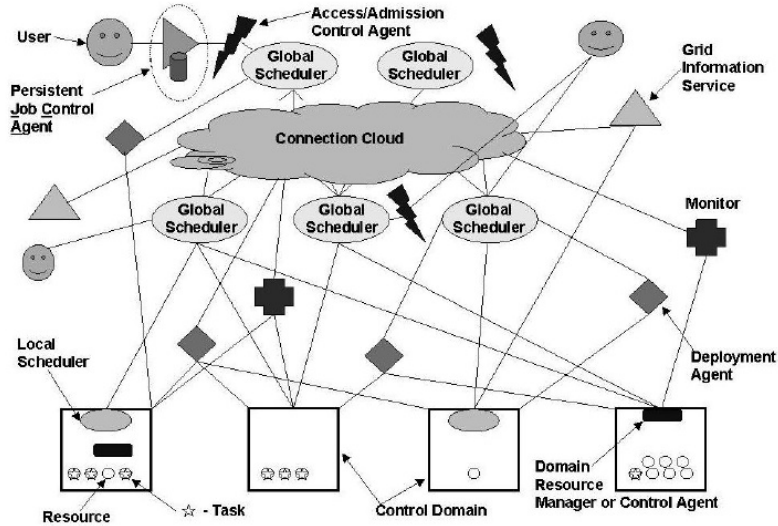 User
Access/Admission
Control Agent
Global
Scheduler
Global
Scheduler
Grid
Information
Service
Persistent
Job Control
Agent
Connection Cloud
Global
Scheduler
Global
Scheduler
Global
Scheduler
Monitor
Local
Scheduler
Deployment
Agent
Resource
☆ - Task
Control Domain
Domain
Resource
Manager or Control Agent